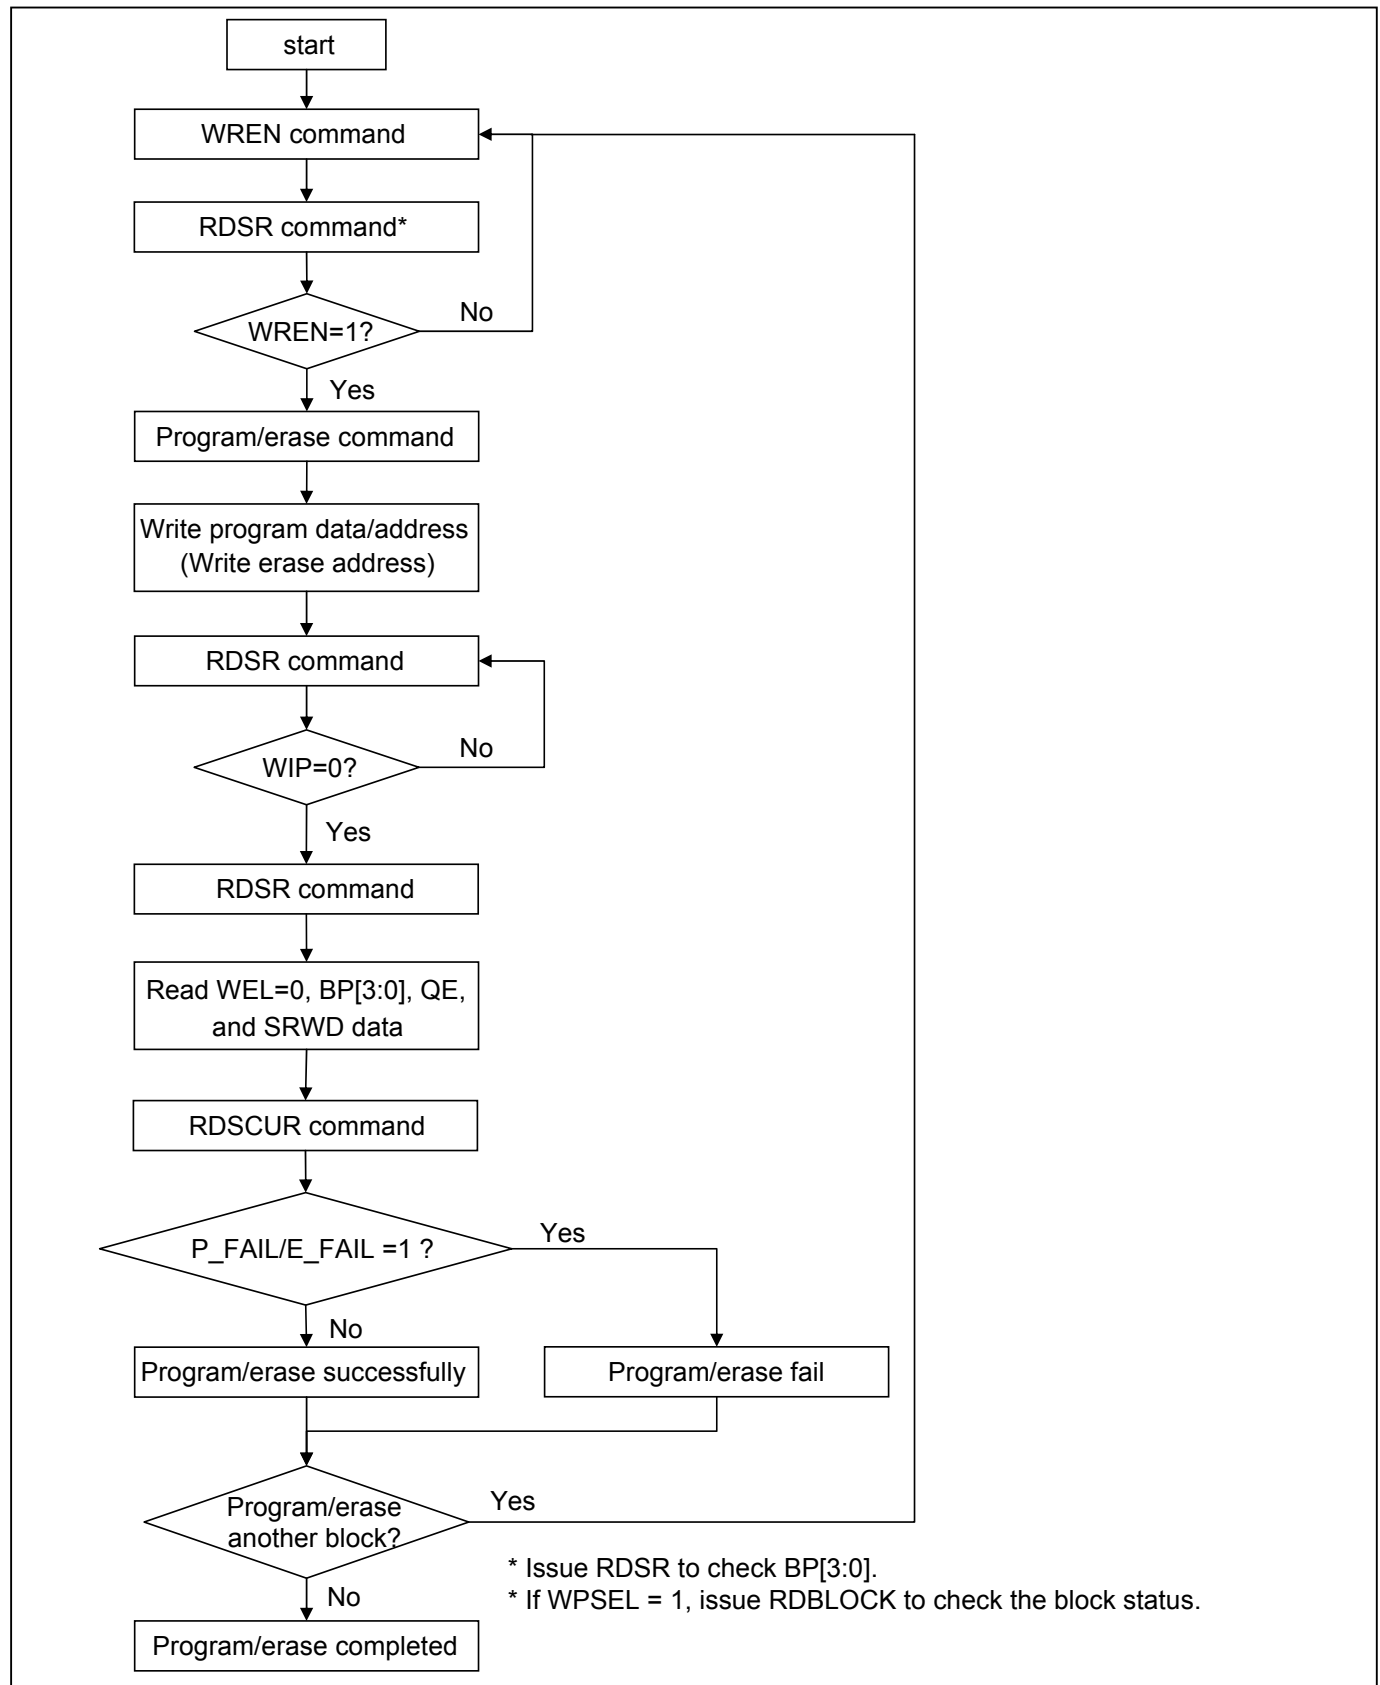 start
WREN command
RDSR command*
WREN=1?
No
Yes
Program/erase command
Write program data/address
(Write erase address)
RDSR command
WIP=0?
No
Yes
RDSR command
Read WEL=0, BP[3:0], QE,
and SRWD data
RDSCUR command
P_FAIL/E_FAIL =1 ?
Yes
No
Program/erase successfully
Program/erase fail
Program/erase
another block?
Yes
No
* Issue RDSR to check BP[3:0].
* If WPSEL = 1, issue RDBLOCK to check the block status.
Program/erase completed